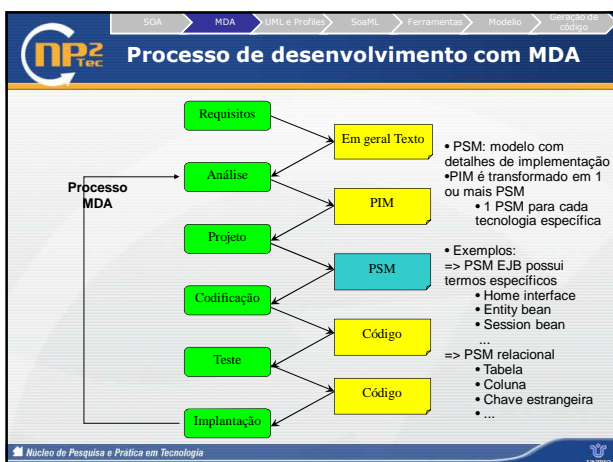 SOA
MDA
UML e Profiles
SoaML
Ferramentas
Modelio
Geração de
código
NP2
Tec
Processo de desenvolvimento com MDA
Requisitos
Em geral Texto
Análise
PIM
Projeto
PSM
Codificação
Código
Teste
Código
Implantação
Processo
MDA
• PSM: modelo com
detalhes de implementação
•PIM é transformado em 1
ou mais PSM
• 1 PSM para cada
tecnologia específica
• Exemplos:
=> PSM EJB possui
termos específicos
• Home interface
• Entity bean
• Session bean
...
=> PSM relacional
• Tabela
• Coluna
• Chave estrangeira
• ...
Núcleo de Pesquisa e Prática em Tecnologia